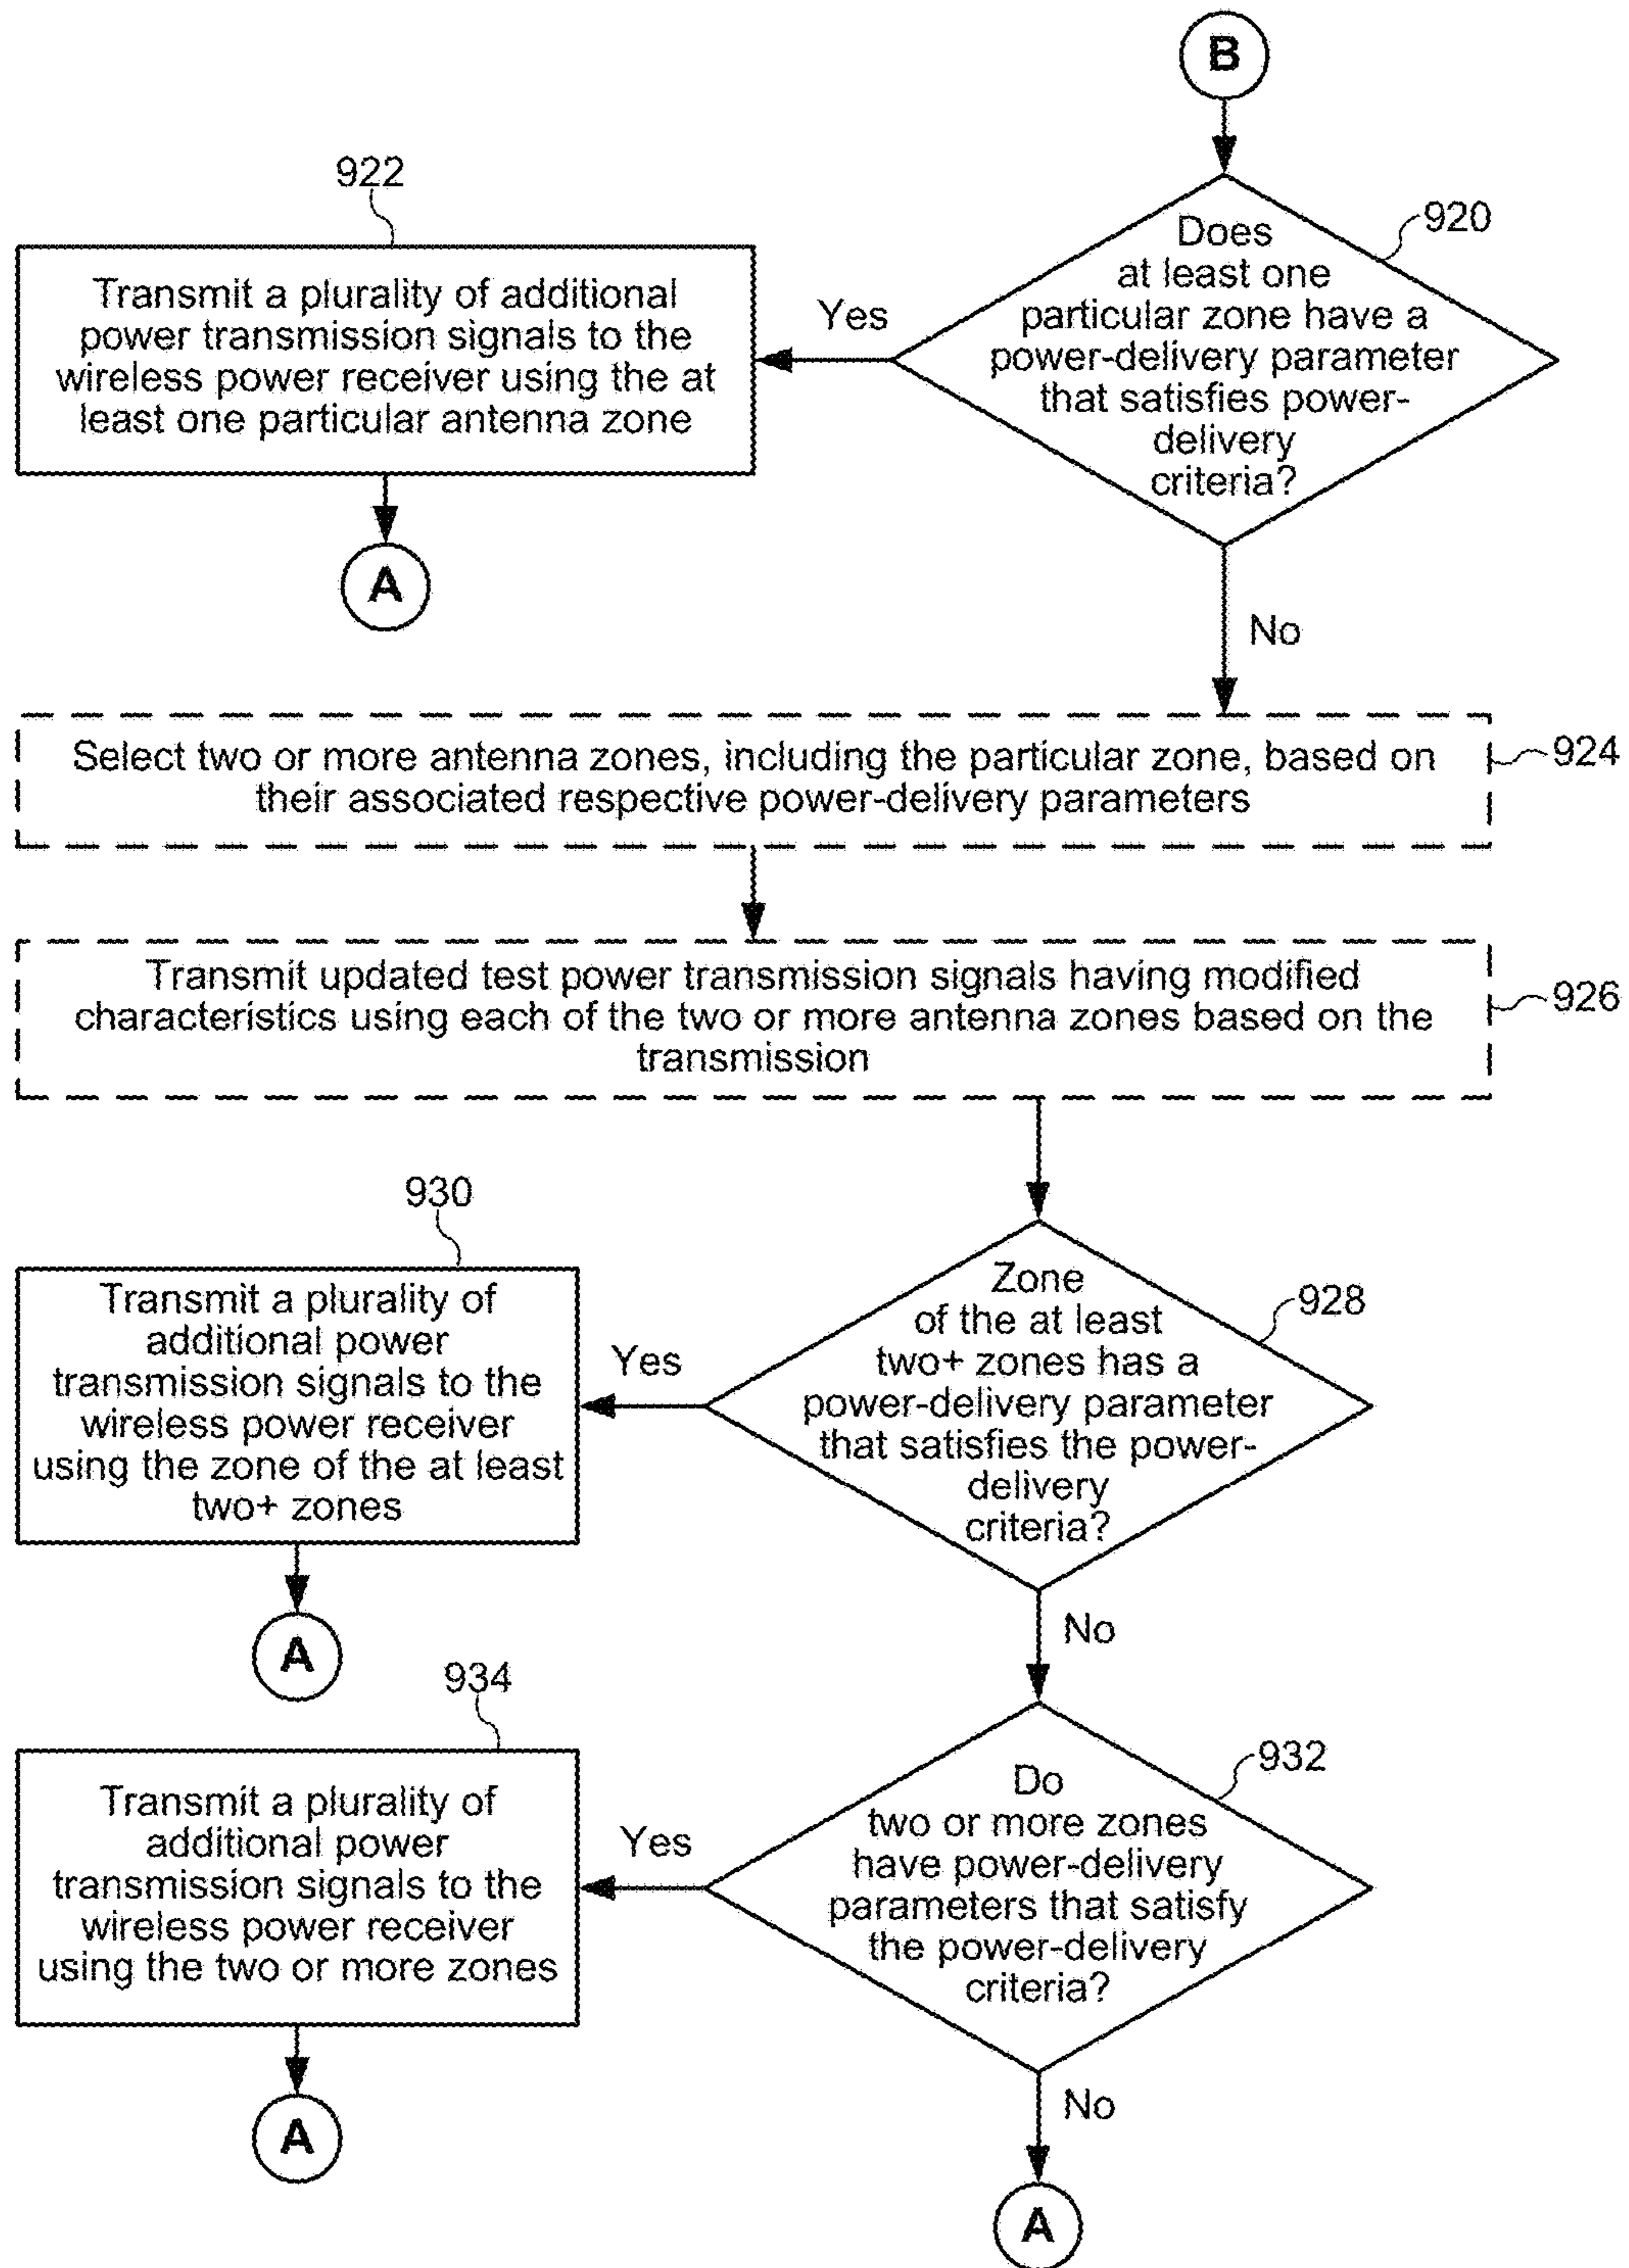 B
922
920
Does
at least one
particular zone have a
power-delivery parameter
that satisfies power-
delivery
criteria?
Yes
Transmit a plurality of additional
power transmission signals to the
wireless power receiver using the at
least one particular antenna zone
A
No
Select two or more antenna zones, including the particular zone, based on
their associated respective power-delivery parameters
924
Transmit updated test power transmission signals having modified
characteristics using each of the two or more antenna zones based on the
transmission
926
930
928
Zone
of the at least
two+ zones has a
power-delivery parameter
that satisfies the power-
delivery
criteria?
Yes
Transmit a plurality of
additional power
transmission signals to the
wireless power receiver
using the zone of the at least
two+ zones
A
No
934
932
Do
two or more zones
have power-delivery
parameters that satisfy
the power-delivery
criteria?
Yes
Transmit a plurality of
additional power
transmission signals to the
wireless power receiver
using the two or more zones
A
No
A